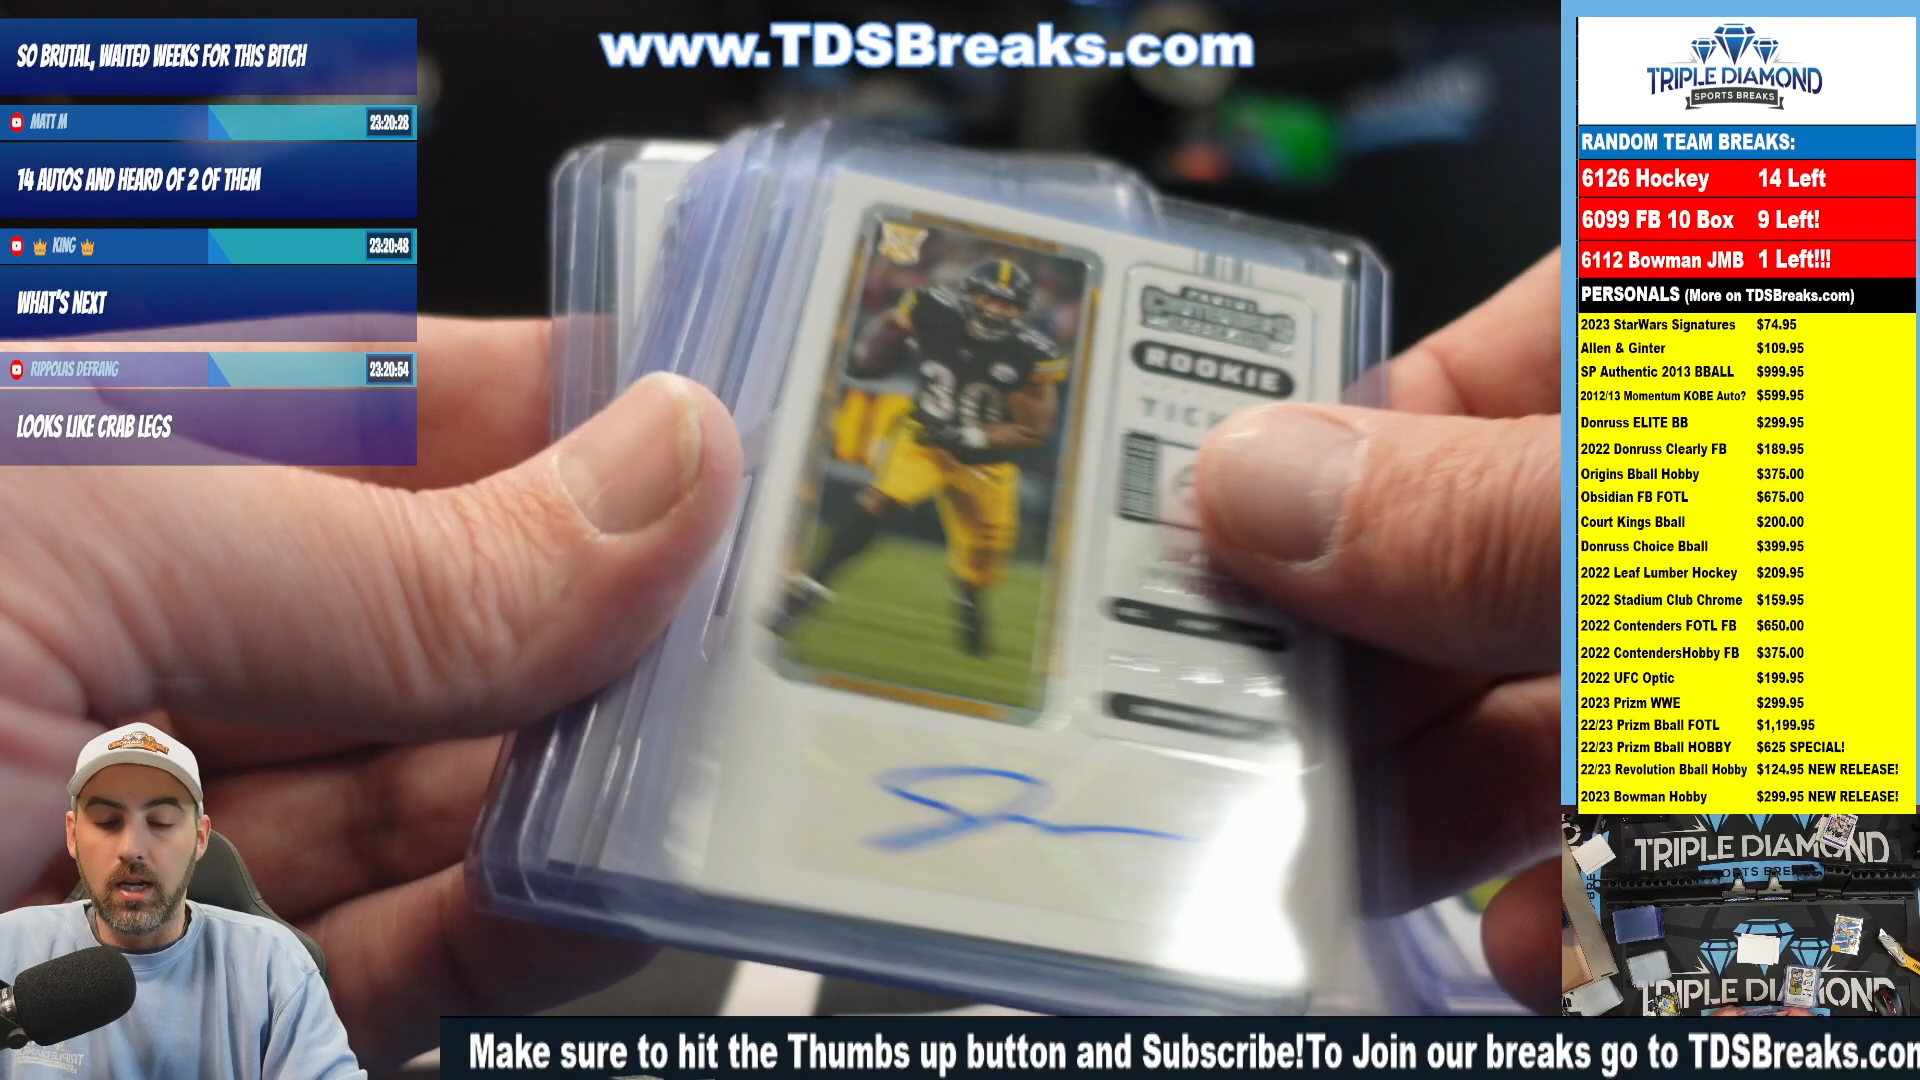 SO BRUTAL, WAITED WEEKS FOR THIS BITCH
MATT M
23:20:28
14 AUTOS AND HEARD OF 2 OF THEM
KING
23:20:48
WHAT'S NEXT
RIPPOLAS DEFRANG
23:20:54
LOOKS LIKE CRAB LEGS
www.TDSBreaks.com
PANINI
CONTENDERS
ROOKIE
TICK
30
TRIPLE DIAMOND
SPORTS BREAKS
RANDOM TEAM BREAKS:
6126 Hockey 14 Left
6099 FB 10 Box 9 Left!
6112 Bowman JMB 1 Left!!!
PERSONALS (More on TDSBreaks.com)
2023 StarWars Signatures $74.95
Allen & Ginter $109.95
SP Authentic 2013 BBALL $999.95
2012/13 Momentum KOBE Auto? $599.95
Donruss ELITE BB $299.95
2022 Donruss Clearly FB $189.95
Origins Bball Hobby $375.00
Obsidian FB FOTL $675.00
Court Kings Bball $200.00
Donruss Choice Bball $399.95
2022 Leaf Lumber Hockey $209.95
2022 Stadium Club Chrome $159.95
2022 Contenders FOTL FB $650.00
2022 ContendersHobby FB $375.00
2022 UFC Optic $199.95
2023 Prizm WWE $299.95
22/23 Prizm Bball FOTL $1,199.95
22/23 Prizm Bball HOBBY $625 SPECIAL!
22/23 Revolution Bball Hobby $124.95 NEW RELEASE!
2023 Bowman Hobby $299.95 NEW RELEASE!
TRIPLE DIAMOND
TRIPLE DIAMOND
Make sure to hit the Thumbs up button and Subscribe!To Join our breaks go to TDSBreaks.com